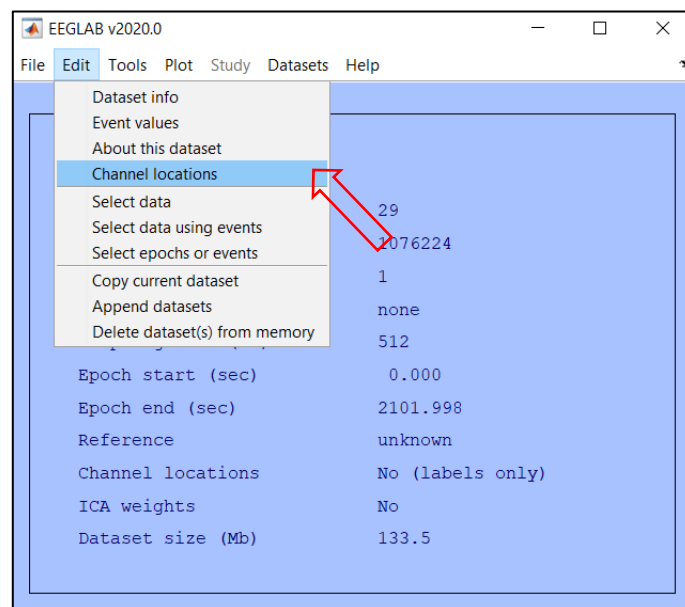 EEGLAB v2020.0
File Edit Tools Plot Study Datasets Help
Dataset info
Event values
About this dataset
Channel locations
Select data
Select data using events
Select epochs or events
Copy current dataset
Append datasets
Delete dataset(s) from memory
29
1076224
1
none
512
Epoch start (sec) 0.000
Epoch end (sec) 2101.998
Reference unknown
Channel locations No (labels only)
ICA weights No
Dataset size (Mb) 133.5